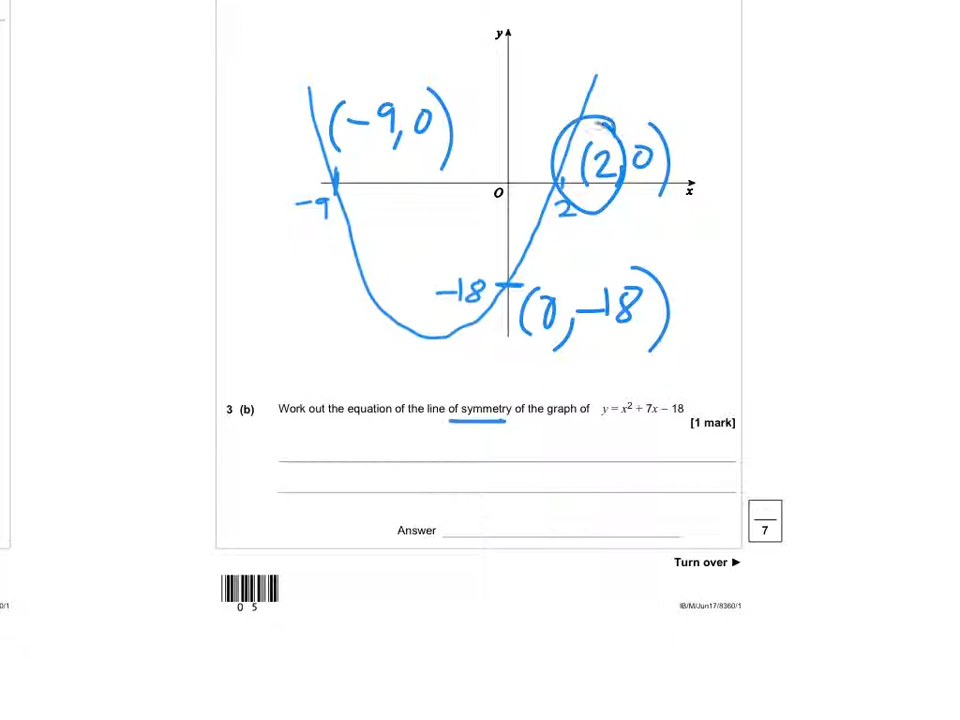 y
(-9,0)
(2,0)
O
x
-9
2
-18
(0,-18)
3 (b) Work out the equation of the line of symmetry of the graph of y = x² + 7x – 18
[1 mark]
Answer
7
Turn over ►
0 5
0/1
IB/M/Jun17/8360/1